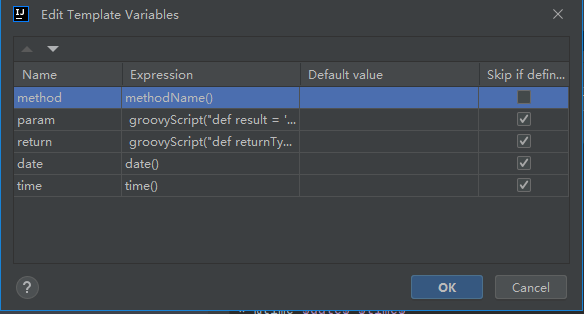 IJ
Edit Template Variables
Name Expression Default value Skip if defin...
method methodName()
param groovyScript("def result = '...
return groovyScript("def returnTy...
date date()
time time()
? OK Cancel